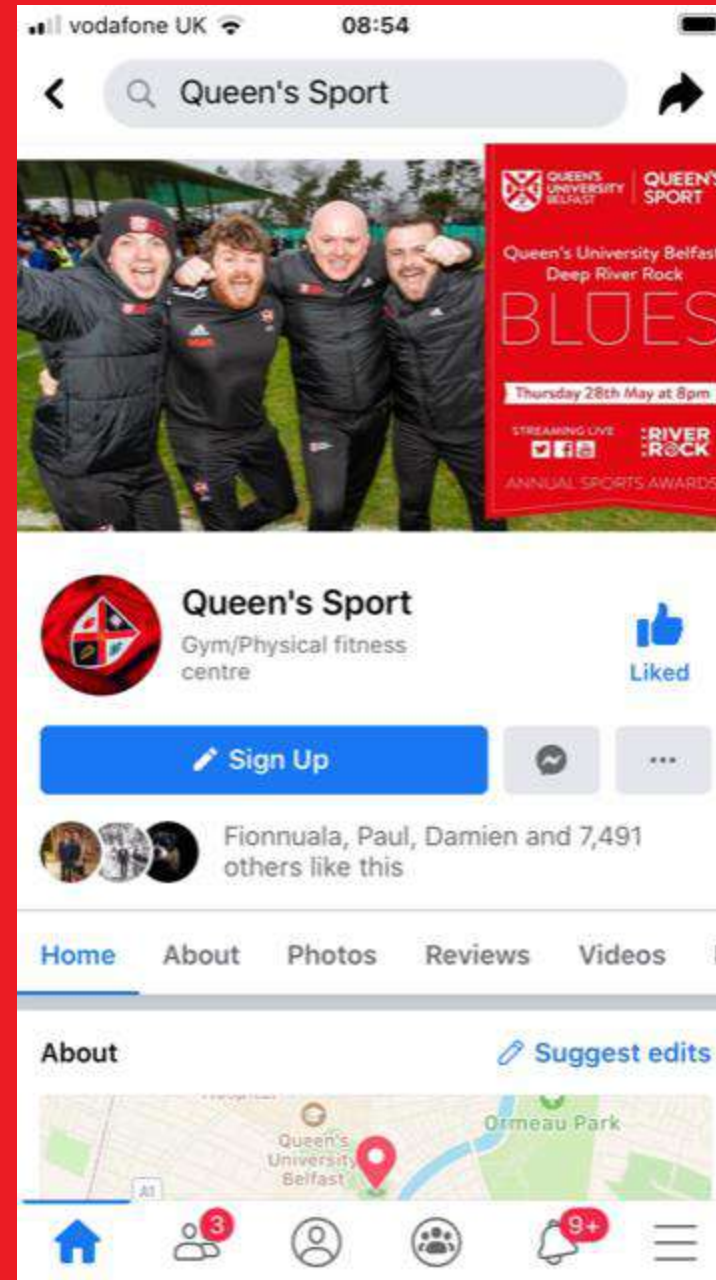 vodafone UK
08:54
Queen's Sport
QUEEN'S
UNIVERSITY
BELFAST
QUEEN'S
SPORT
Queen's University Belfast
Deep River Rock
BLUES
Thursday 28th May at 8pm
STREAMING LIVE
RIVER
ROCK
ANNUAL SPORTS AWARDS
Queen's Sport
Gym/Physical fitness
centre
Liked
Sign Up
Fionnuala, Paul, Damien and 7,491
others like this
Home
About
Photos
Reviews
Videos
About
Suggest edits
Queen's
University
Belfast
Ormeau Park
A1
3
9+